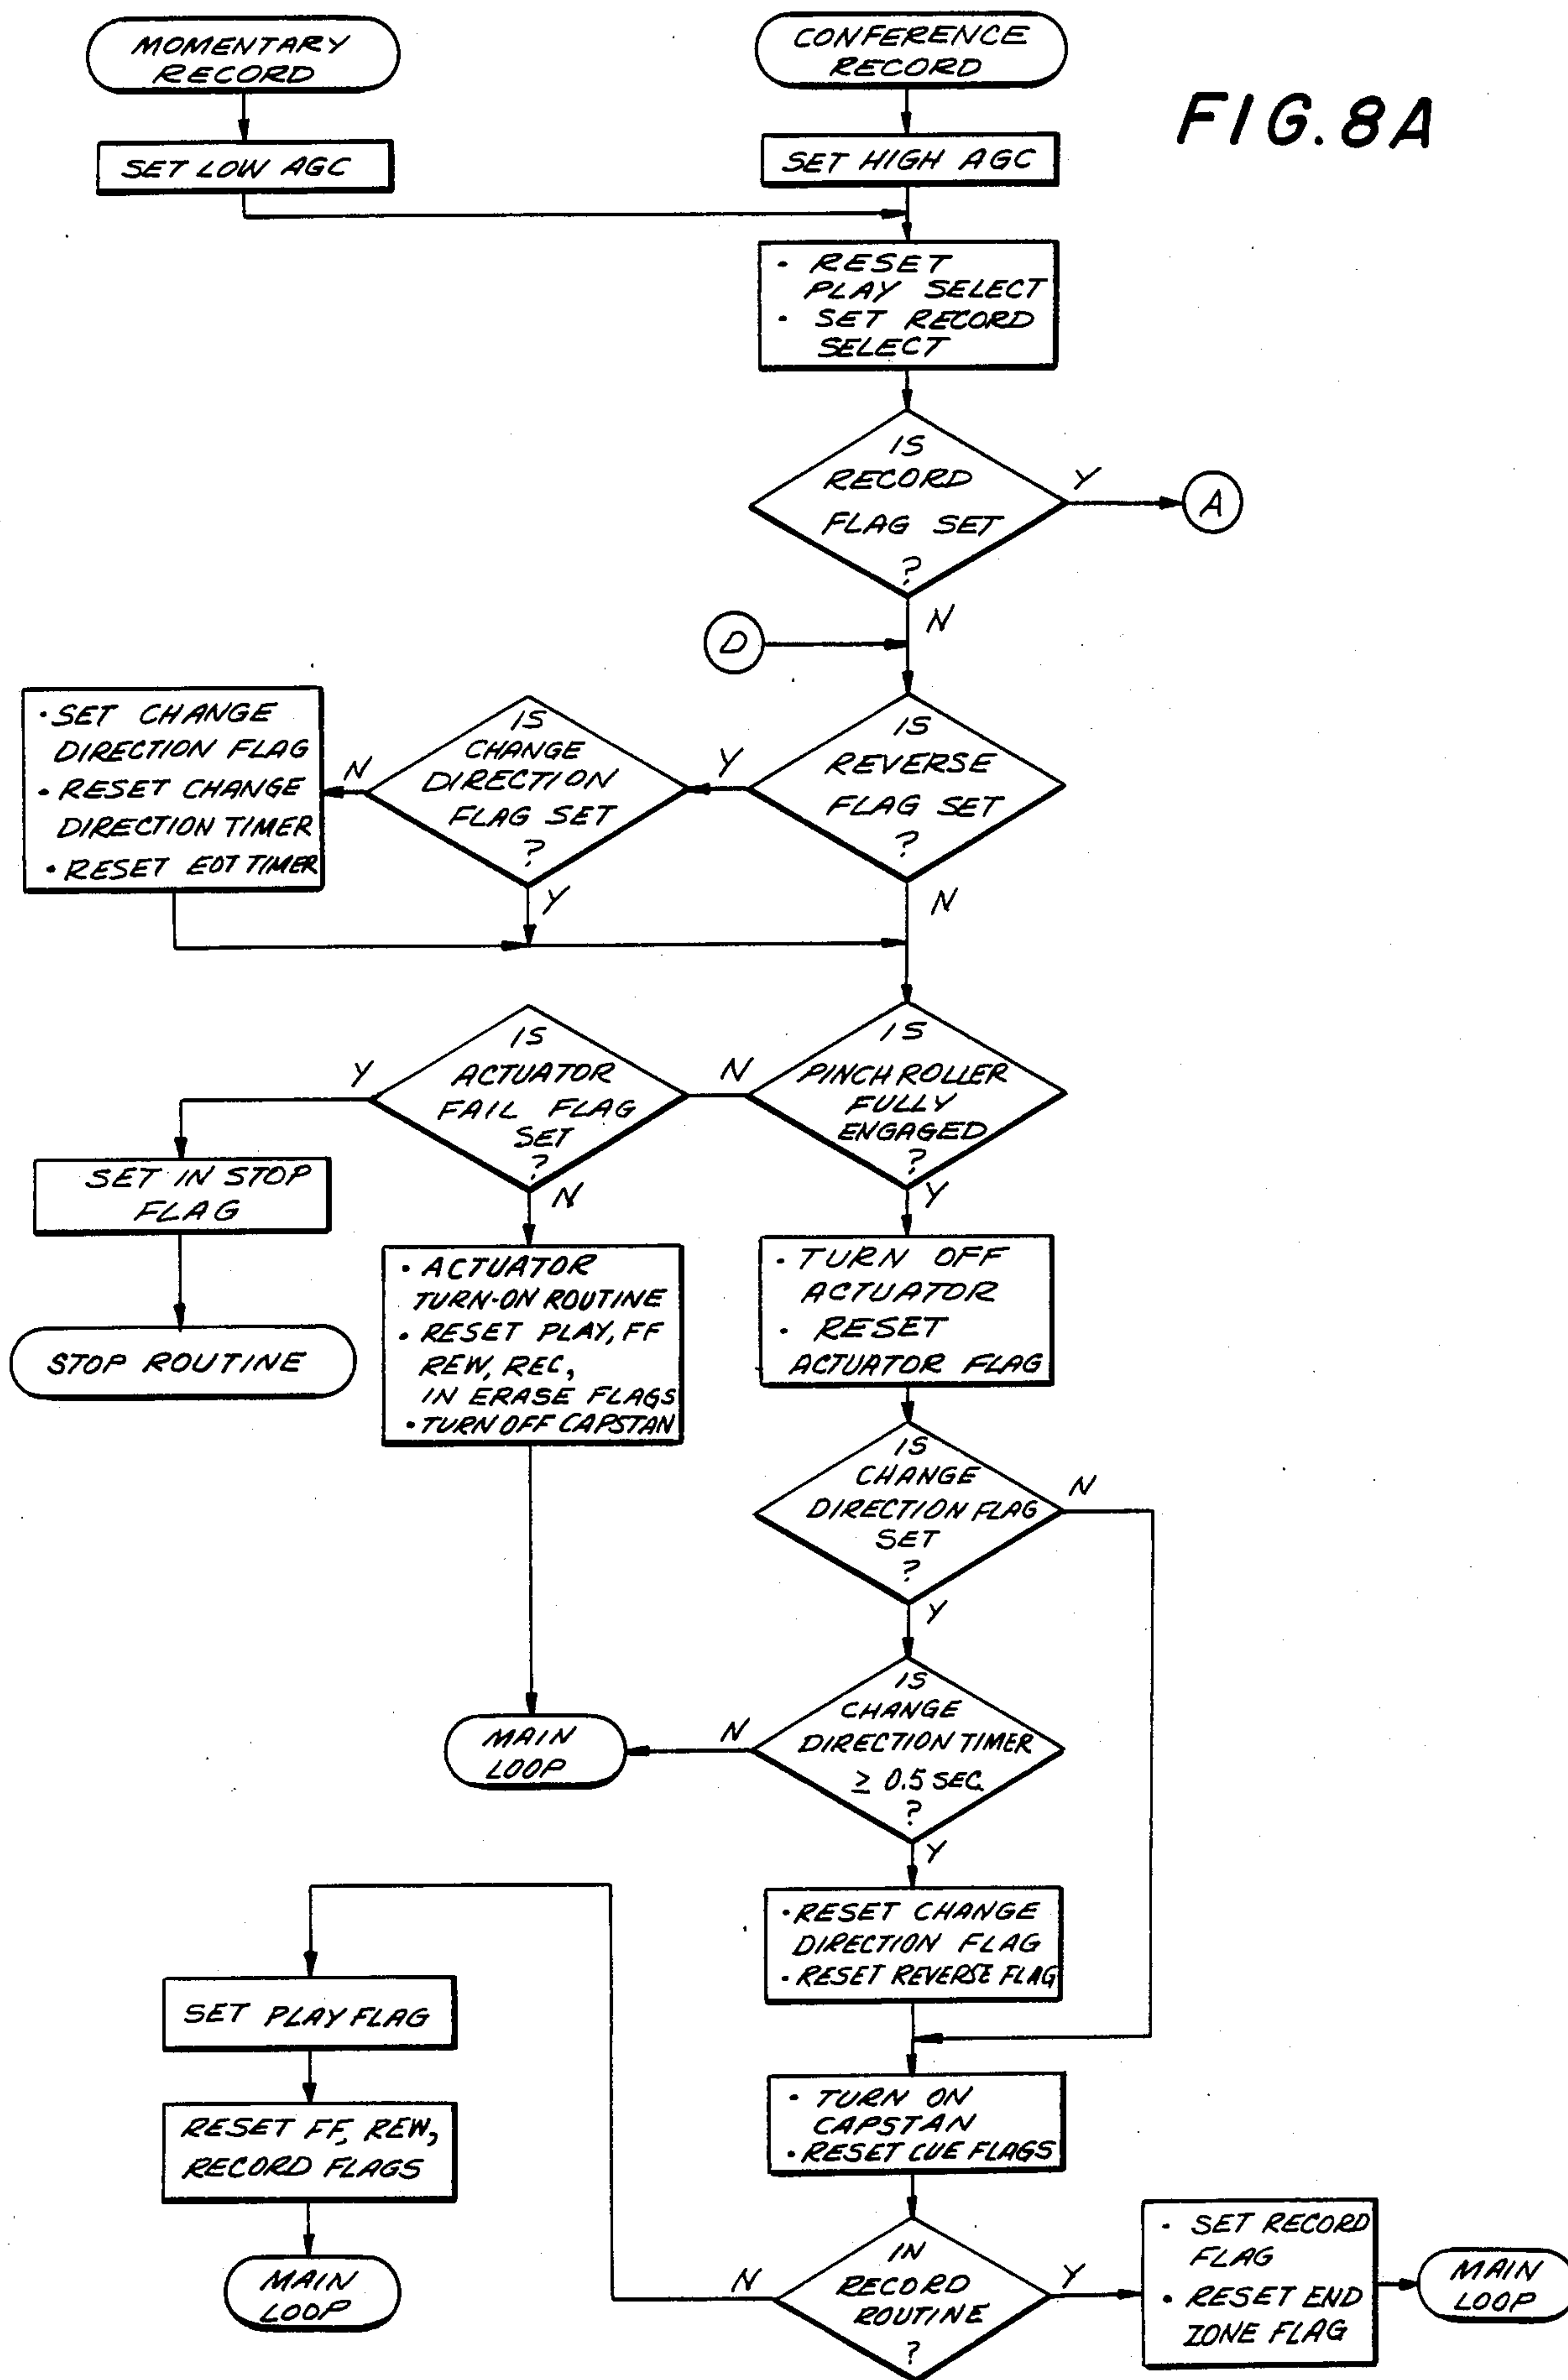 MOMENTARY
RECORD
CONFERENCE
RECORD
FIG. 8A
SET LOW AGC
SET HIGH AGC
• RESET
PLAY SELECT
• SET RECORD
SELECT
IS
RECORD
FLAG SET
?
Y
A
N
D
IS
REVERSE
FLAG SET
?
Y
N
IS
CHANGE
DIRECTION
FLAG SET
?
N
Y
• SET CHANGE
DIRECTION FLAG
• RESET CHANGE
DIRECTION TIMER
• RESET EOT TIMER
IS
PINCH ROLLER
FULLY
ENGAGED
?
N
Y
IS
ACTUATOR
FAIL FLAG
SET
?
Y
N
SET IN STOP
FLAG
STOP ROUTINE
• ACTUATOR
TURN-ON ROUTINE
• RESET PLAY, FF
REW, REC,
IN ERASE FLAGS
• TURN OFF CAPSTAN
• TURN OFF
ACTUATOR
• RESET
ACTUATOR FLAG
IS
CHANGE
DIRECTION FLAG
SET
?
N
Y
IS
CHANGE
DIRECTION TIMER
≥ 0.5 SEC.
?
N
Y
MAIN
LOOP
• RESET CHANGE
DIRECTION FLAG
• RESET REVERSE FLAG
• TURN ON
CAPSTAN
• RESET CUE FLAGS
IN
RECORD
ROUTINE
?
N
Y
SET PLAY FLAG
RESET FF, REW,
RECORD FLAGS
MAIN
LOOP
• SET RECORD
FLAG
• RESET END
ZONE FLAG
MAIN
LOOP